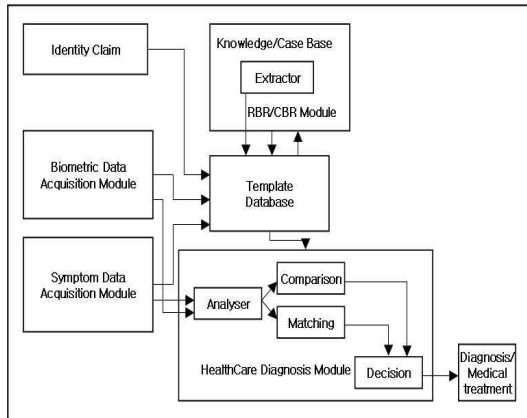 Identity Claim
Knowledge/Case Base
Extractor
RBR/CBR Module
Biometric Data
Acquisition Module
Template
Database
Symptom Data
Acquisition Module
Analyser
Comparison
Matching
HealthCare Diagnosis Module
Decision
Diagnosis/
Medical
treatment